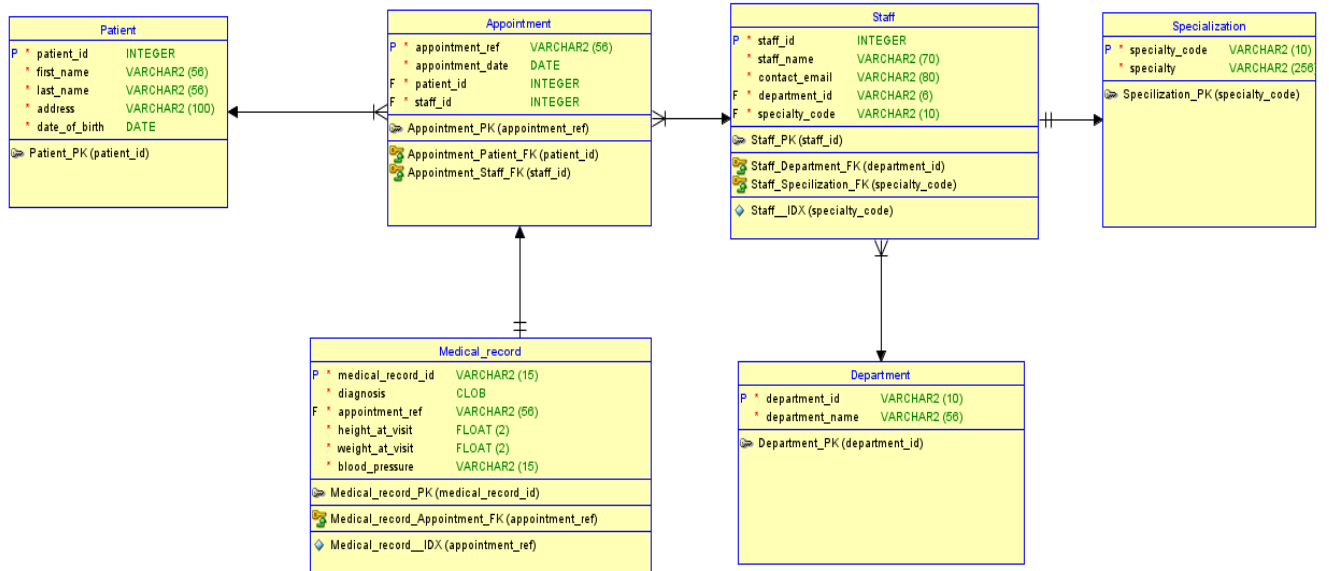 Patient
P * patient_id INTEGER
* first_name VARCHAR2 (56)
* last_name VARCHAR2 (56)
* address VARCHAR2 (100)
* date_of_birth DATE
Patient_PK (patient_id)
Appointment
P * appointment_ref VARCHAR2 (56)
* appointment_date DATE
F * patient_id INTEGER
F * staff_id INTEGER
Appointment_PK (appointment_ref)
Appointment_Patient_FK (patient_id)
Appointment_Staff_FK (staff_id)
Staff
P * staff_id INTEGER
* staff_name VARCHAR2 (70)
* contact_email VARCHAR2 (80)
F * department_id VARCHAR2 (6)
F * specialty_code VARCHAR2 (10)
Staff_PK (staff_id)
Staff_Department_FK (department_id)
Staff_Specilization_FK (specialty_code)
Staff__IDX (specialty_code)
Specialization
P * specialty_code VARCHAR2 (10)
* specialty VARCHAR2 (256)
Specilization_PK (specialty_code)
Medical_record
P * medical_record_id VARCHAR2 (15)
* diagnosis CLOB
F * appointment_ref VARCHAR2 (56)
* height_at_visit FLOAT (2)
* weight_at_visit FLOAT (2)
* blood_pressure VARCHAR2 (15)
Medical_record_PK (medical_record_id)
Medical_record_Appointment_FK (appointment_ref)
Medical_record__IDX (appointment_ref)
Department
P * department_id VARCHAR2 (10)
* department_name VARCHAR2 (56)
Department_PK (department_id)